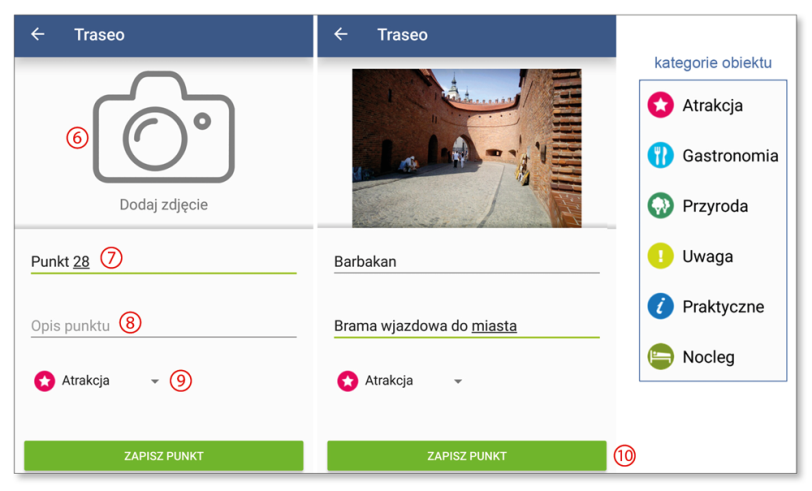 Traseo
6
Dodaj zdjęcie
Punkt 28 7
Opis punktu 8
Atrakcja 9
ZAPISZ PUNKT
Traseo
Barbakan
Brama wjazdowa do miasta
Atrakcja
ZAPISZ PUNKT 10
kategorie obiektu
Atrakcja
Gastronomia
Przyroda
Uwaga
Praktyczne
Nocleg